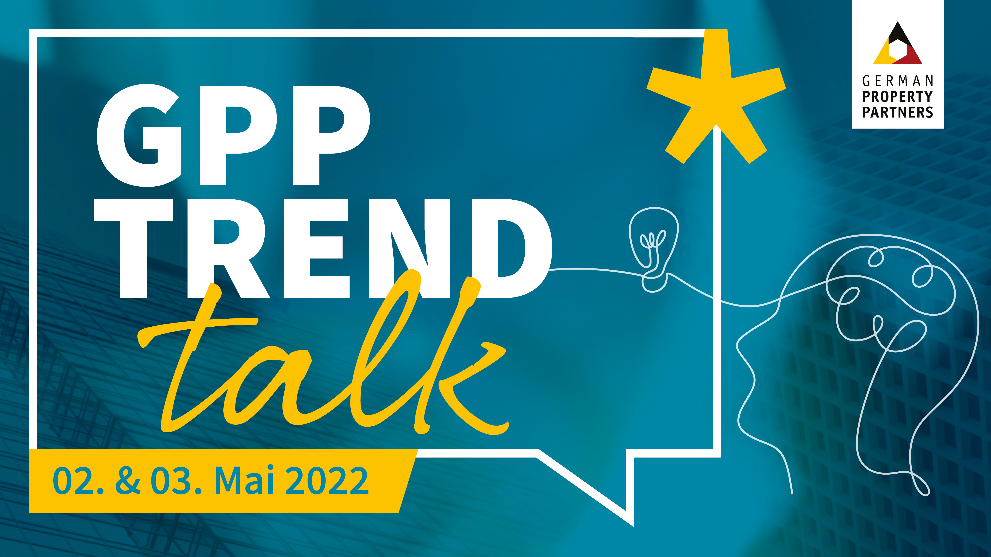 GPP
TREND
talk
02. & 03. Mai 2022
GERMAN
PROPERTY
PARTNERS